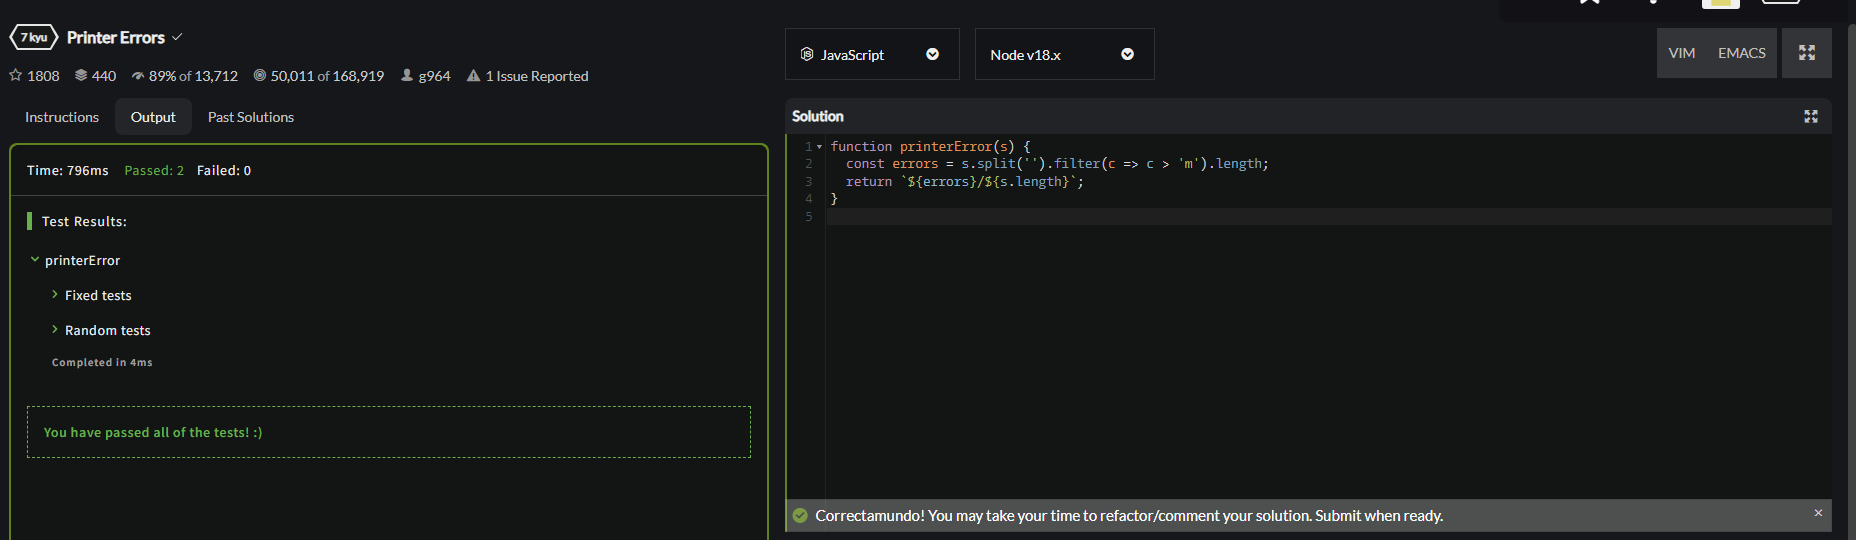 7 kyu Printer Errors
1808 440 89% of 13,712 50,011 of 168,919 g964 1 Issue Reported
Instructions Output Past Solutions
Time: 796ms Passed: 2 Failed: 0
Test Results:
printerError
Fixed tests
Random tests
Completed in 4ms
You have passed all of the tests! :)
JavaScript Node v18.x VIM EMACS
Solution
1 function printerError(s) {
2   const errors = s.split('').filter(c => c > 'm').length;
3   return `${errors}/${s.length}`;
4 }
5
Correctamundo! You may take your time to refactor/comment your solution. Submit when ready.